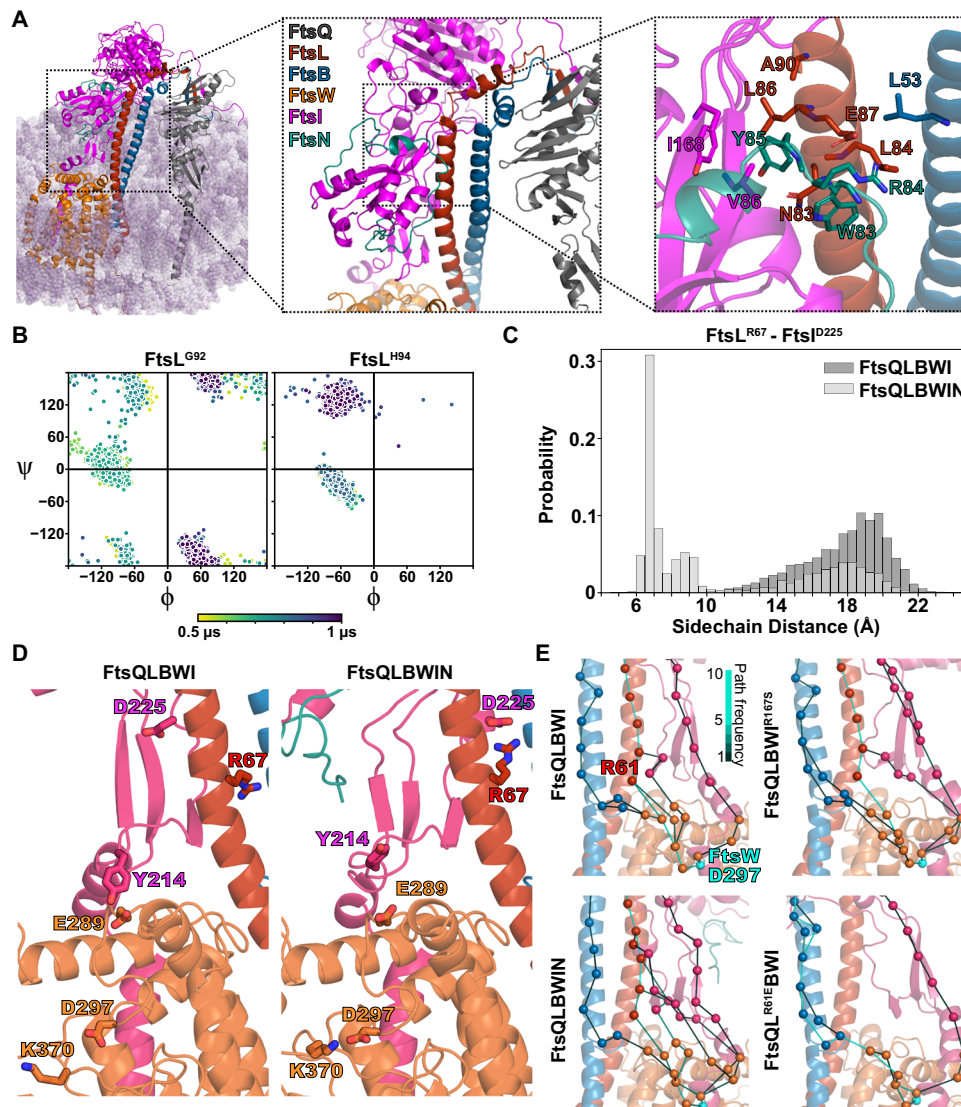 A
FtsQ
FtsL
FtsB
FtsW
FtsI
FtsN
A90
L86
E87
L53
I168
Y85
L84
R84
V86
N83
W83
B
FtsL^G92
FtsL^H94
120
60
0
−60
−120
ψ
−120
0
60
120
−120
0
60
120
ϕ
ϕ
0.5 μs
1 μs
C
FtsL^R67 - FtsI^D225
FtsQLBWI
FtsQLBWIN
0.3
0.2
0.1
0
Probability
6
10
14
18
22
Sidechain Distance (Å)
D
FtsQLBWI
FtsQLBWIN
D225
R67
Y214
E289
D297
K370
D225
R67
Y214
E289
D297
K370
E
FtsQLBWI
R61
10
5
1
Path frequency
FtsW
D297
FtsQLBWI^R167S
FtsQLBWIN
FtsQL^R61E BWI